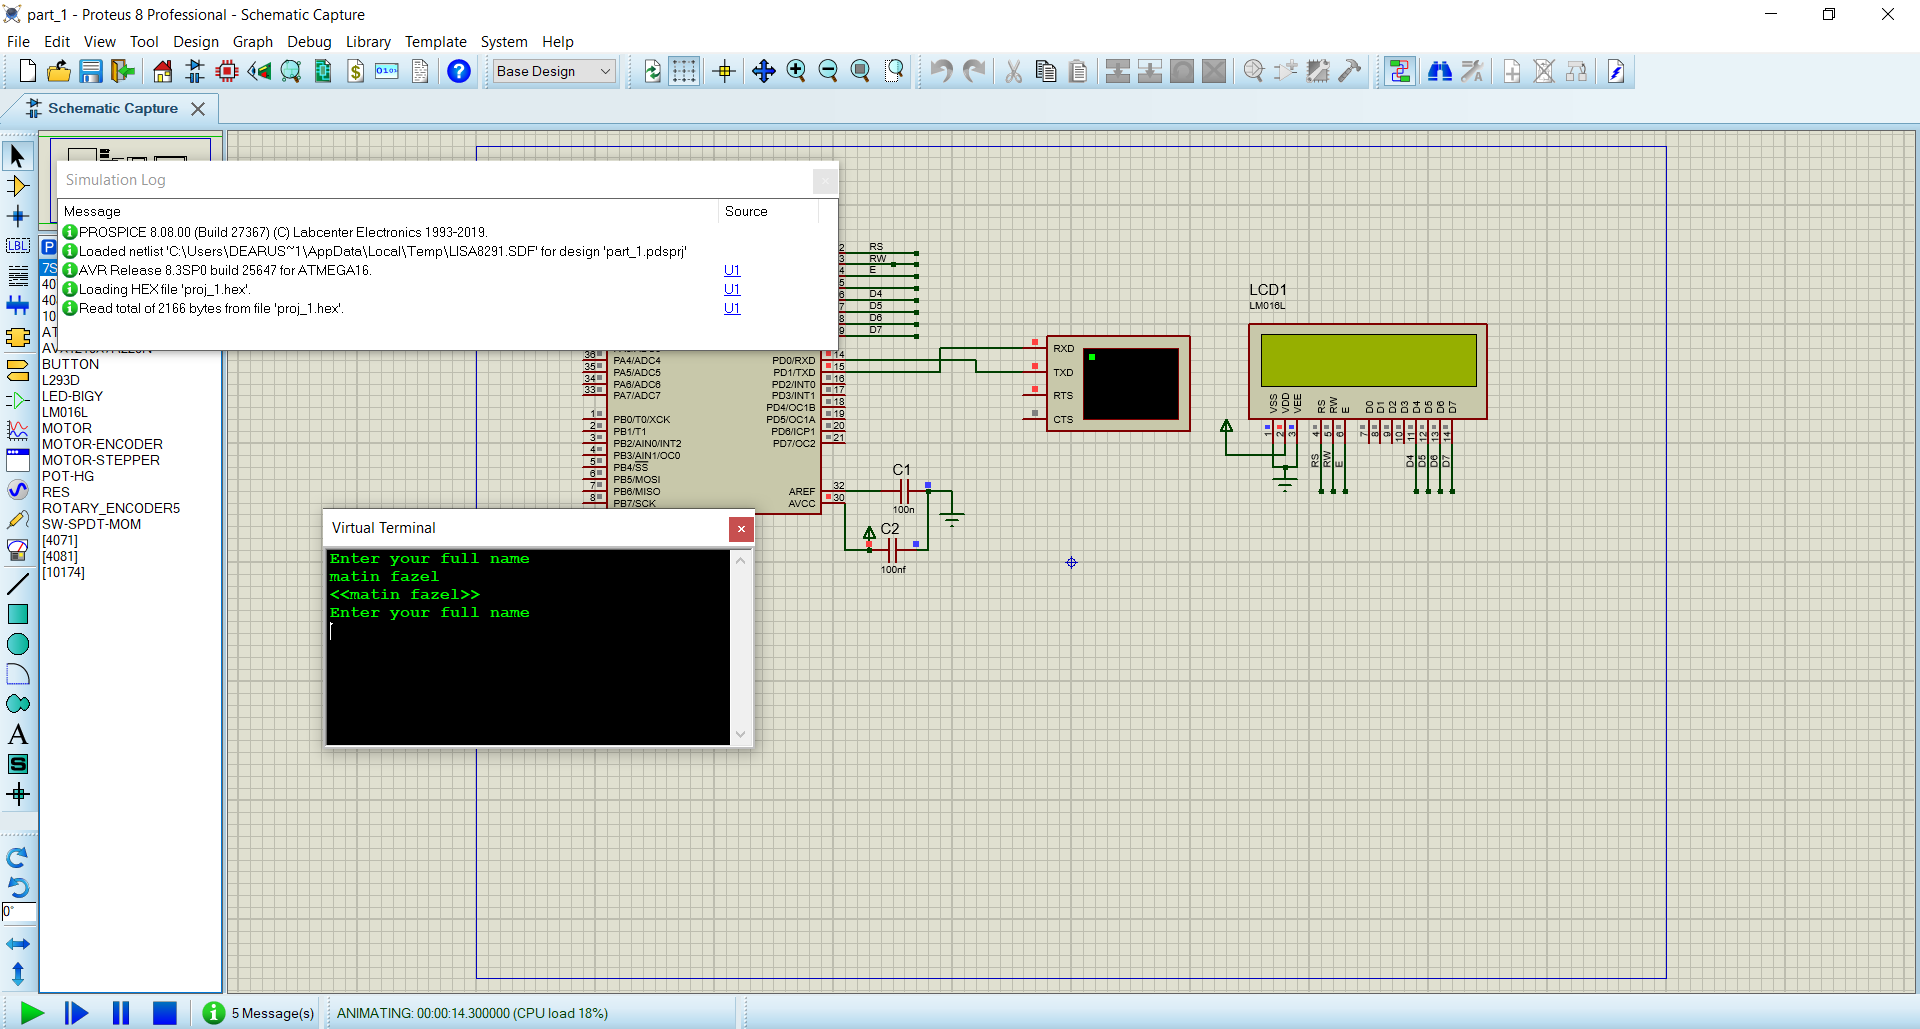 part_1 - Proteus 8 Professional - Schematic Capture
File Edit View Tool Design Graph Debug Library Template System Help
Base Design
Schematic Capture
Simulation Log
Message Source
PROSPICE 8.08.00 (Build 27367) (C) Labcenter Electronics 1993-2019.
Loaded netlist 'C:\Users\DEARUS~1\AppData\Local\Temp\LISA8291.SDF' for design 'part_1.pdsprj'
AVR Release 8.3SP0 build 25647 for ATMEGA16. U1
Loading HEX file 'proj_1.hex'. U1
Read total of 2166 bytes from file 'proj_1.hex'. U1
LBL
P
BUTTON
L293D
LED-BIGY
LM016L
MOTOR
MOTOR-ENCODER
MOTOR-STEPPER
POT-HG
RES
ROTARY_ENCODER5
SW-SPDT-MOM
[4071]
[4081]
[10174]
2 RS
3 RW
4 E
5
6 D4
7 D5
8 D6
9 D7
36 PA4/ADC4 PD0/RXD 14
35 PA5/ADC5 PD1/TXD 15
34 PA6/ADC6 PD2/INT0 16
33 PA7/ADC7 PD3/INT1 17
PD4/OC1B 18
1 PB0/T0/XCK PD5/OC1A 19
2 PB1/T1 PD6/ICP1 20
3 PB2/AIN0/INT2 PD7/OC2 21
4 PB3/AIN1/OC0
5 PB4/SS
6 PB5/MOSI
7 PB6/MISO AREF 32
8 PB7/SCK AVCC 30
C1
100n
C2
100nf
RXD
TXD
RTS
CTS
LCD1
LM016L
VSS VDD VEE RS RW E D0 D1 D2 D3 D4 D5 D6 D7
1 2 3 4 5 6 7 8 9 10 11 12 13 14
RS RW E D4 D5 D6 D7
Virtual Terminal
Enter your full name
matin fazel
<<matin fazel>>
Enter your full name
A
S
0°
5 Message(s)
ANIMATING: 00:00:14.300000 (CPU load 18%)